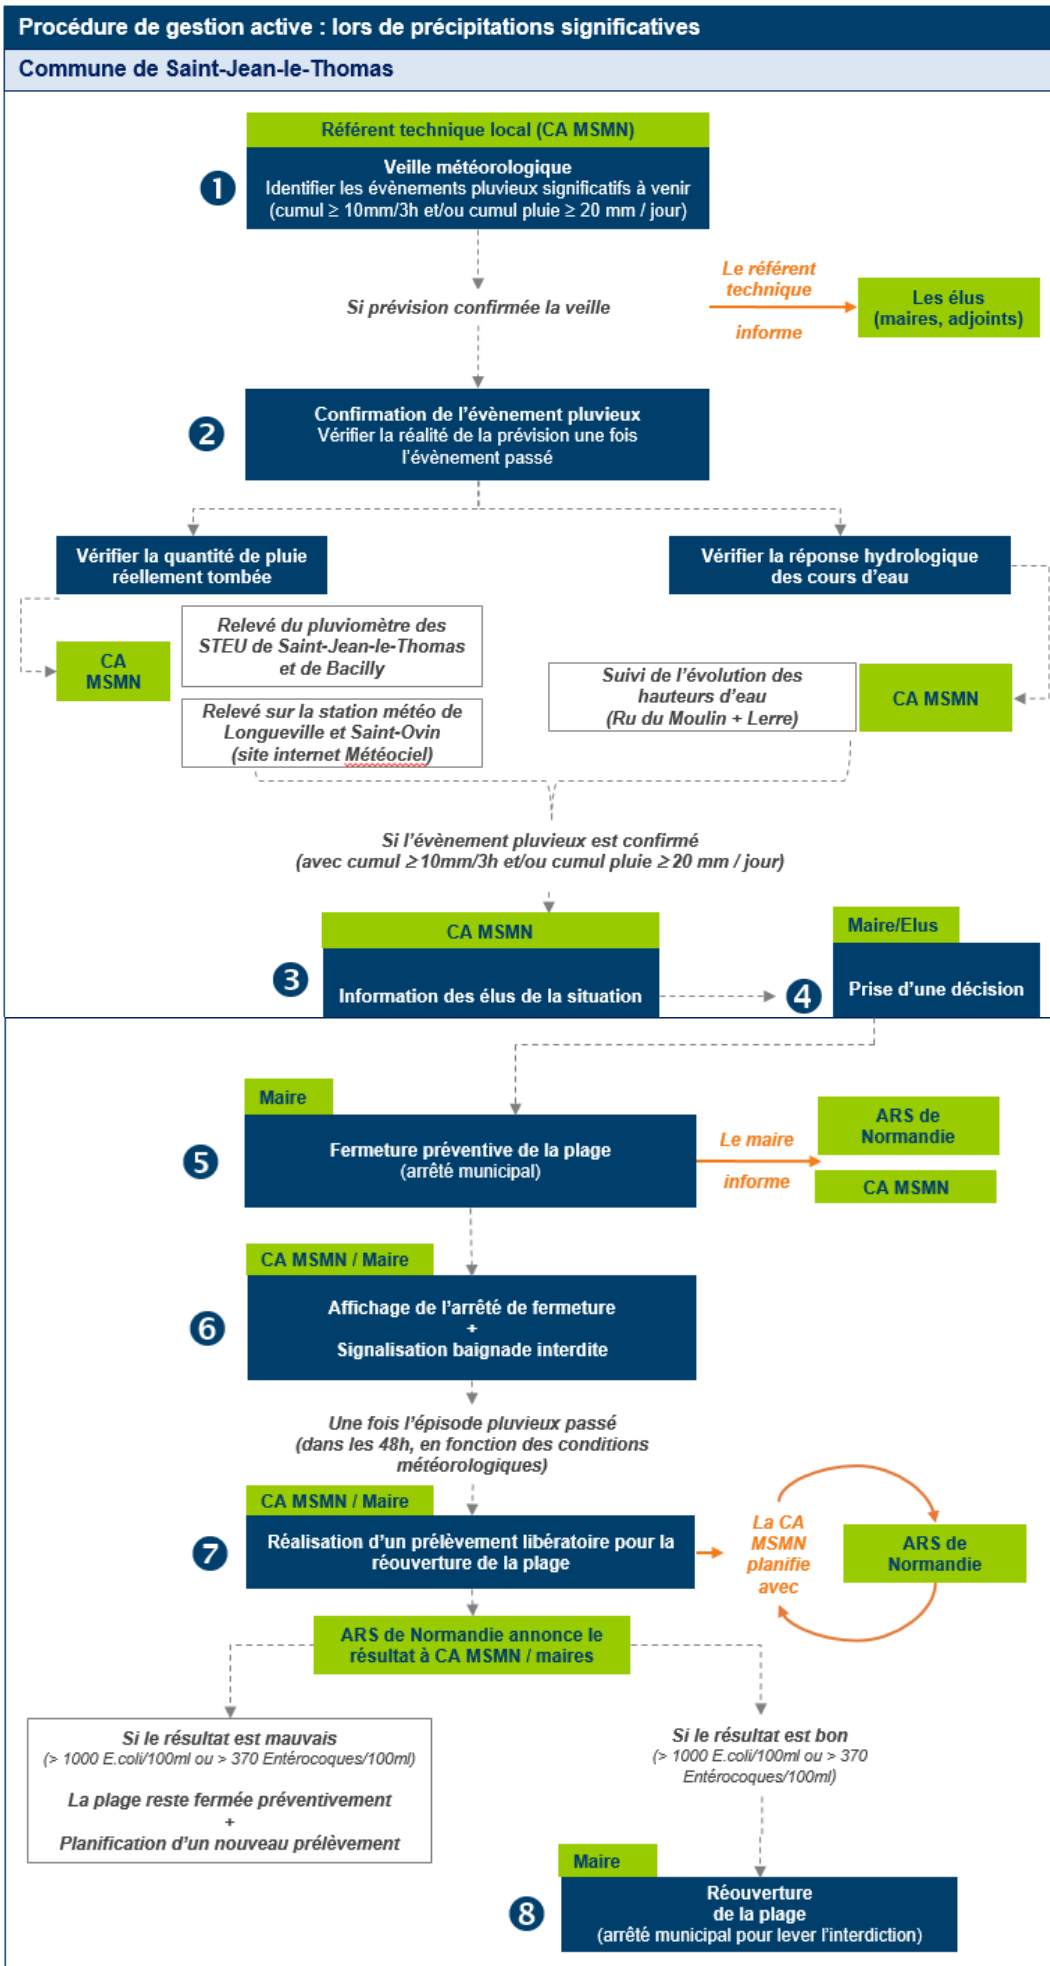 Procédure de gestion active : lors de précipitations significatives
Commune de Saint-Jean-le-Thomas
Référent technique local (CA MSMN)
1
Veille météorologique
Identifier les évènements pluvieux significatifs à venir
(cumul ≥ 10mm/3h et/ou cumul pluie ≥ 20 mm / jour)
Si prévision confirmée la veille
Le référent
technique
informe
Les élus
(maires, adjoints)
2
Confirmation de l'évènement pluvieux
Vérifier la réalité de la prévision une fois
l'évènement passé
Vérifier la quantité de pluie
réellement tombée
Vérifier la réponse hydrologique
des cours d'eau
CA
MSMN
Relevé du pluviomètre des
STEU de Saint-Jean-le-Thomas
et de Bacilly
Relevé sur la station météo de
Longueville et Saint-Ovin
(site internet Météociel)
Suivi de l'évolution des
hauteurs d'eau
(Ru du Moulin + Lerre)
CA MSMN
Si l'évènement pluvieux est confirmé
(avec cumul ≥ 10mm/3h et/ou cumul pluie ≥ 20 mm / jour)
CA MSMN
3
Information des élus de la situation
Maire/Elus
4
Prise d'une décision
Maire
5
Fermeture préventive de la plage
(arrêté municipal)
Le maire
informe
ARS de
Normandie
CA MSMN
CA MSMN / Maire
6
Affichage de l'arrêté de fermeture
+
Signalisation baignade interdite
Une fois l'épisode pluvieux passé
(dans les 48h, en fonction des conditions
météorologiques)
CA MSMN / Maire
7
Réalisation d'un prélèvement libératoire pour la
réouverture de la plage
La CA
MSMN
planifie
avec
ARS de
Normandie
ARS de Normandie annonce le
résultat à CA MSMN / maires
Si le résultat est mauvais
(> 1000 E.coli/100ml ou > 370 Entérocoques/100ml)
La plage reste fermée préventivement
+
Planification d'un nouveau prélèvement
Si le résultat est bon
(> 1000 E.coli/100ml ou > 370
Entérocoques/100ml)
Maire
8
Réouverture
de la plage
(arrêté municipal pour lever l'interdiction)